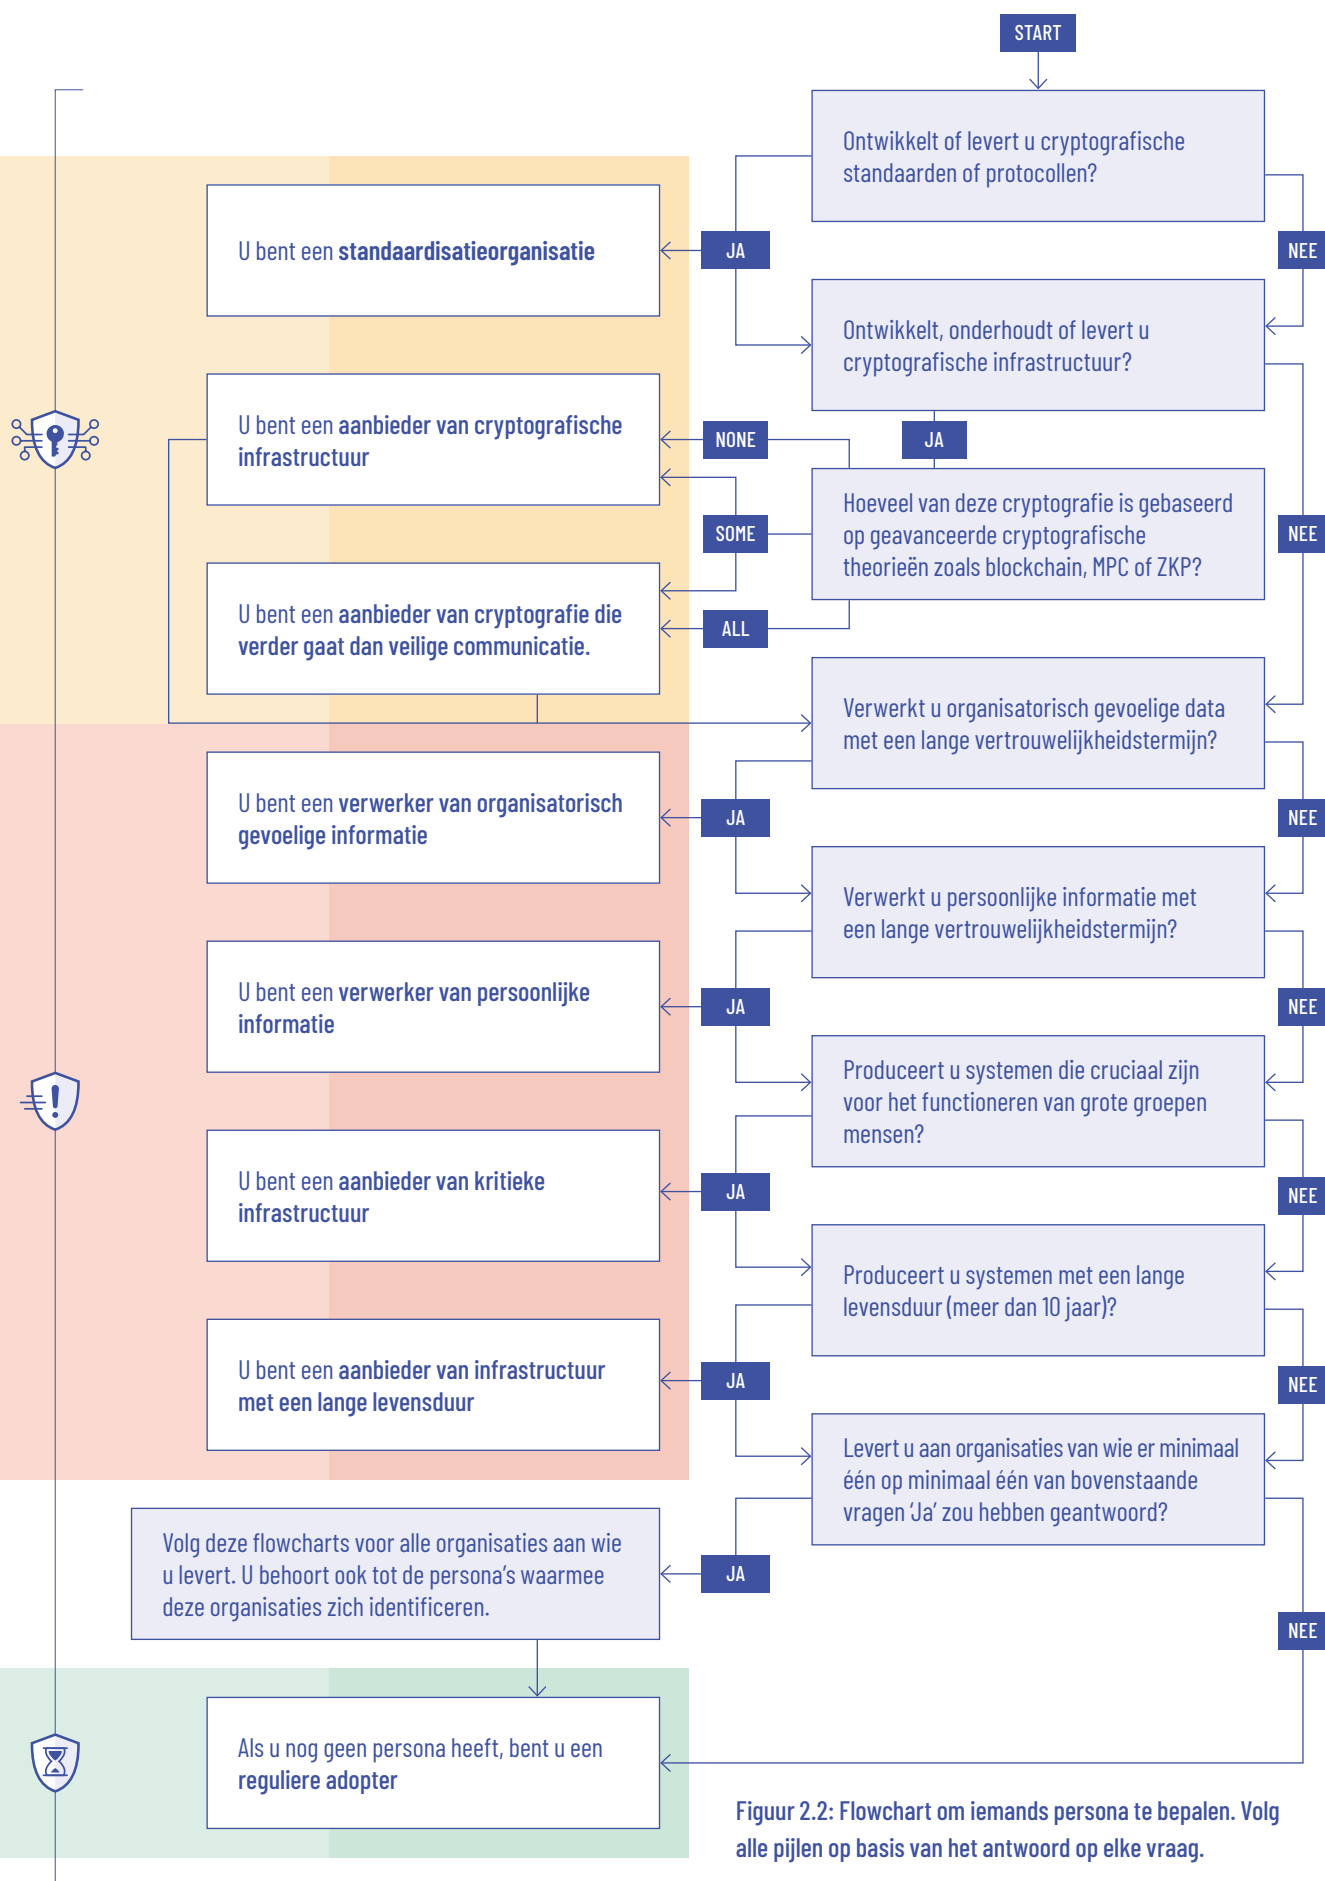 START
Ontwikkelt of levert u cryptografische
standaarden of protocollen?
JA
NEE
U bent een standaardisatieorganisatie
Ontwikkelt, onderhoudt of levert u
cryptografische infrastructuur?
JA
NEE
Hoeveel van deze cryptografie is gebaseerd
op geavanceerde cryptografische
theorieën zoals blockchain, MPC of ZKP?
NONE
SOME
ALL
U bent een aanbieder van cryptografische
infrastructuur
U bent een aanbieder van cryptografie die
verder gaat dan veilige communicatie.
Verwerkt u organisatorisch gevoelige data
met een lange vertrouwelijkheidstermijn?
JA
NEE
U bent een verwerker van organisatorisch
gevoelige informatie
Verwerkt u persoonlijke informatie met
een lange vertrouwelijkheidstermijn?
JA
NEE
U bent een verwerker van persoonlijke
informatie
Produceert u systemen die cruciaal zijn
voor het functioneren van grote groepen
mensen?
JA
NEE
U bent een aanbieder van kritieke
infrastructuur
Produceert u systemen met een lange
levensduur (meer dan 10 jaar)?
JA
NEE
U bent een aanbieder van infrastructuur
met een lange levensduur
Levert u aan organisaties van wie er minimaal
één op minimaal één van bovenstaande
vragen ‘Ja’ zou hebben geantwoord?
JA
NEE
Volg deze flowcharts voor alle organisaties aan wie
u levert. U behoort ook tot de persona’s waarmee
deze organisaties zich identificeren.
Als u nog geen persona heeft, bent u een
reguliere adopter
Figuur 2.2: Flowchart om iemands persona te bepalen. Volg
alle pijlen op basis van het antwoord op elke vraag.